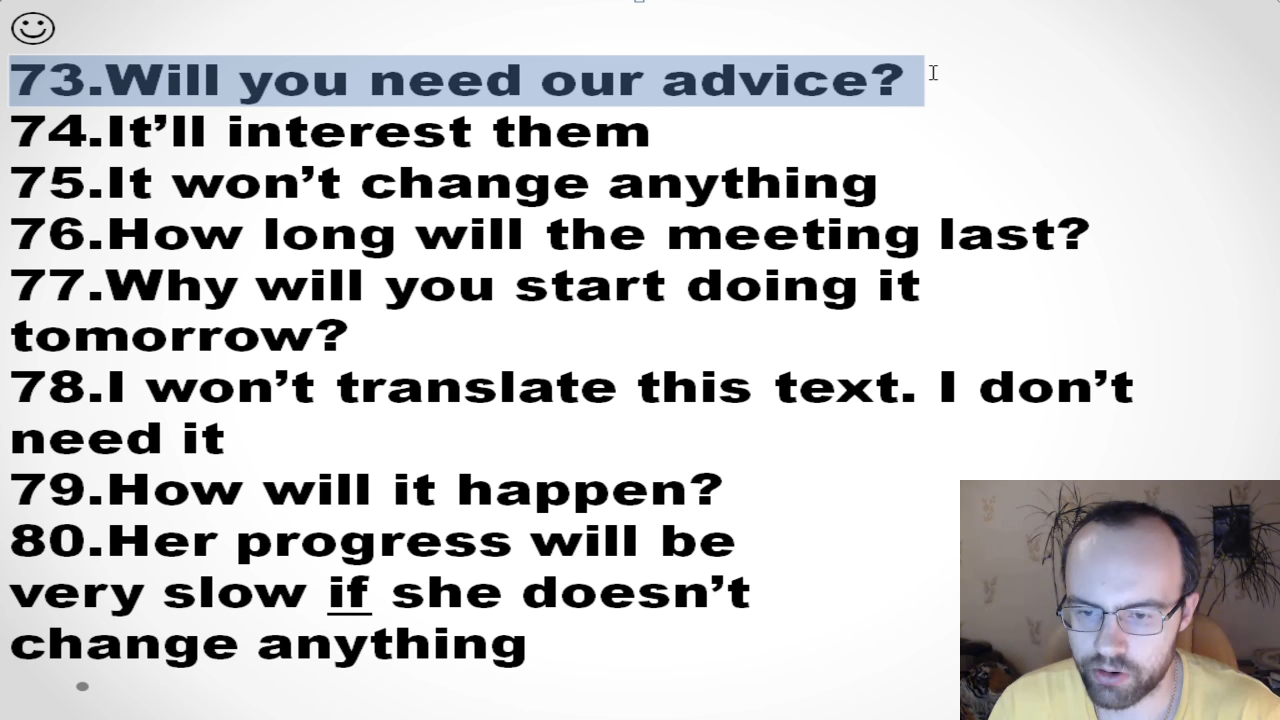 73.Will you need our advice?
74.It’ll interest them
75.It won’t change anything
76.How long will the meeting last?
77.Why will you start doing it
tomorrow?
78.I won’t translate this text. I don’t
need it
79.How will it happen?
80.Her progress will be
very slow if she doesn’t
change anything